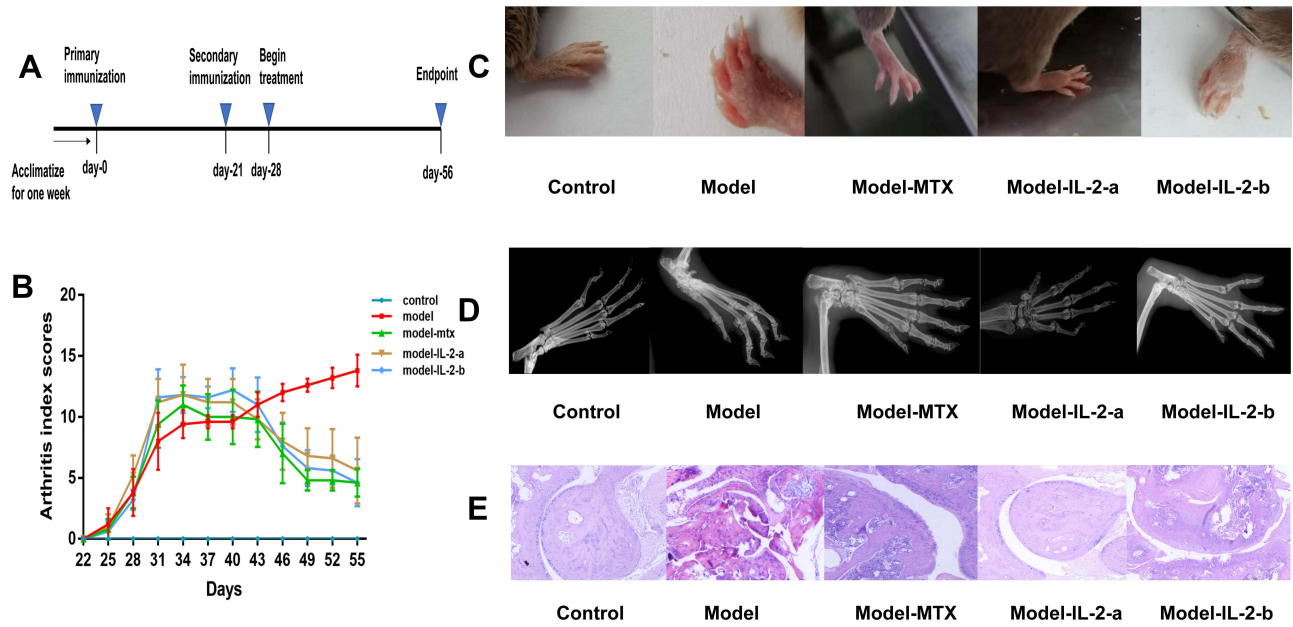 A
Primary
immunization
Secondary
immunization
Begin
treatment
Endpoint
Acclimatize
for one week
day-0
day-21
day-28
day-56
B
20
15
10
5
0
Arthritis index scores
22 25 28 31 34 37 40 43 46 49 52 55
Days
control
model
model-mtx
model-IL-2-a
model-IL-2-b
C
Control Model Model-MTX Model-IL-2-a Model-IL-2-b
D
Control Model Model-MTX Model-IL-2-a Model-IL-2-b
E
Control Model Model-MTX Model-IL-2-a Model-IL-2-b